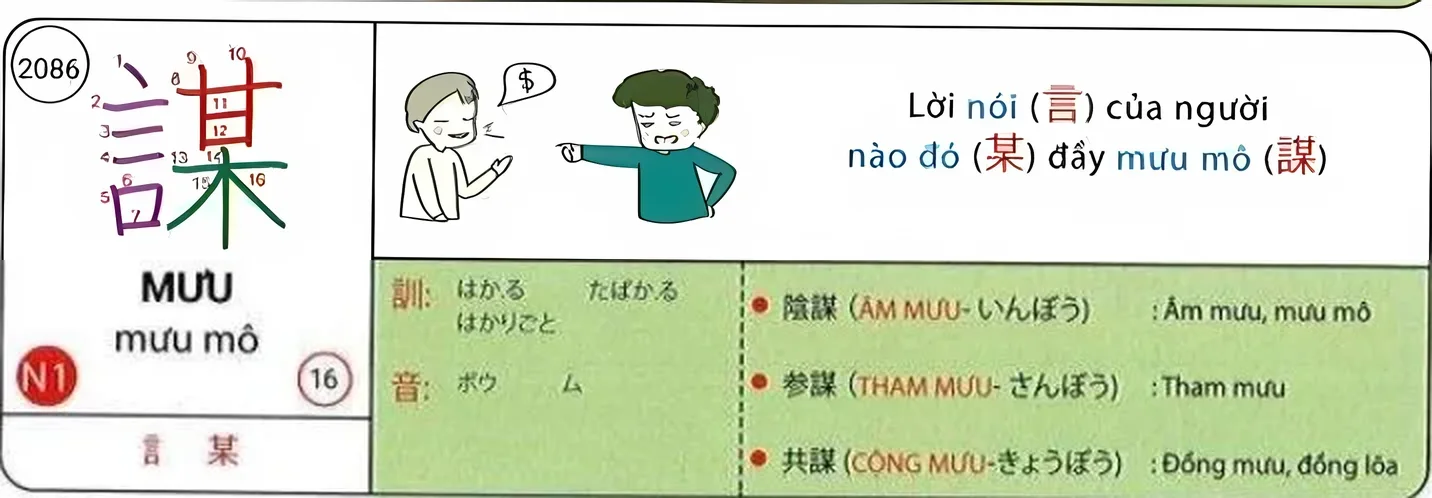 2086
謀
1
2
3
4
5
6
7
8
9
10
11
12
13
14
15
16
MƯU
mưu mô
N1
16
言 某
$
Lời nói (言) của người
nào đó (某) đầy mưu mô (謀)
訓: はか.る たばか.る
はかりごと
音: ボウ ム
陰謀 (ÂM MƯU- いんぼう) : Âm mưu, mưu mô
参謀 (THAM MƯU- さんぼう) : Tham mưu
共謀 (CỘNG MƯU-きょうぼう) : Đồng mưu, đồng lõa